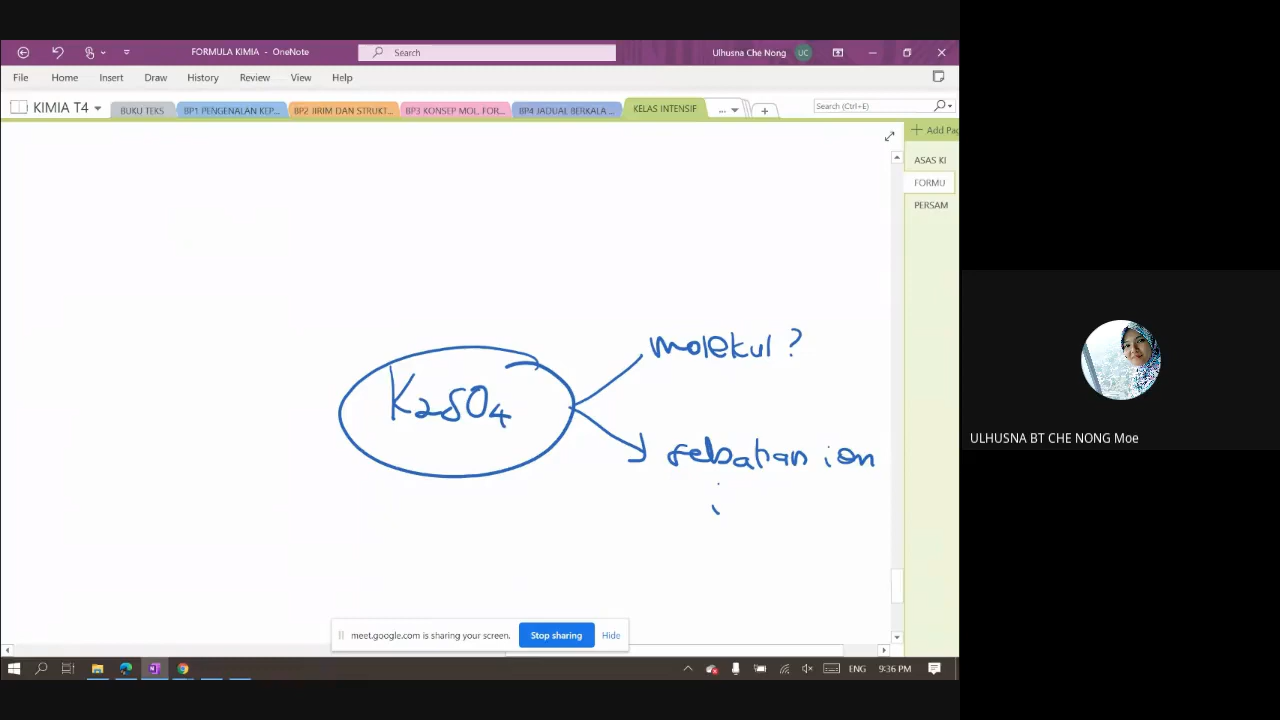 FORMULA KIMIA - OneNote
Search
Ulhusna Che Nong
UC
File Home Insert Draw History Review View Help
KIMIA T4
BUKU TEKS
BP1 PENGENALAN KEP...
BP2 JIRIM DAN STRUKT...
BP3 KONSEP MOL, FOR...
BP4 JADUAL BERKALA ...
KELAS INTENSIF
...
Search (Ctrl+E)
Add Pag
ASAS KI
FORMU
PERSAM
molekul ?
K2SO4
sebatian ion
i
ULHUSNA BT CHE NONG Moe
meet.google.com is sharing your screen.
Stop sharing
Hide
ENG
9:36 PM